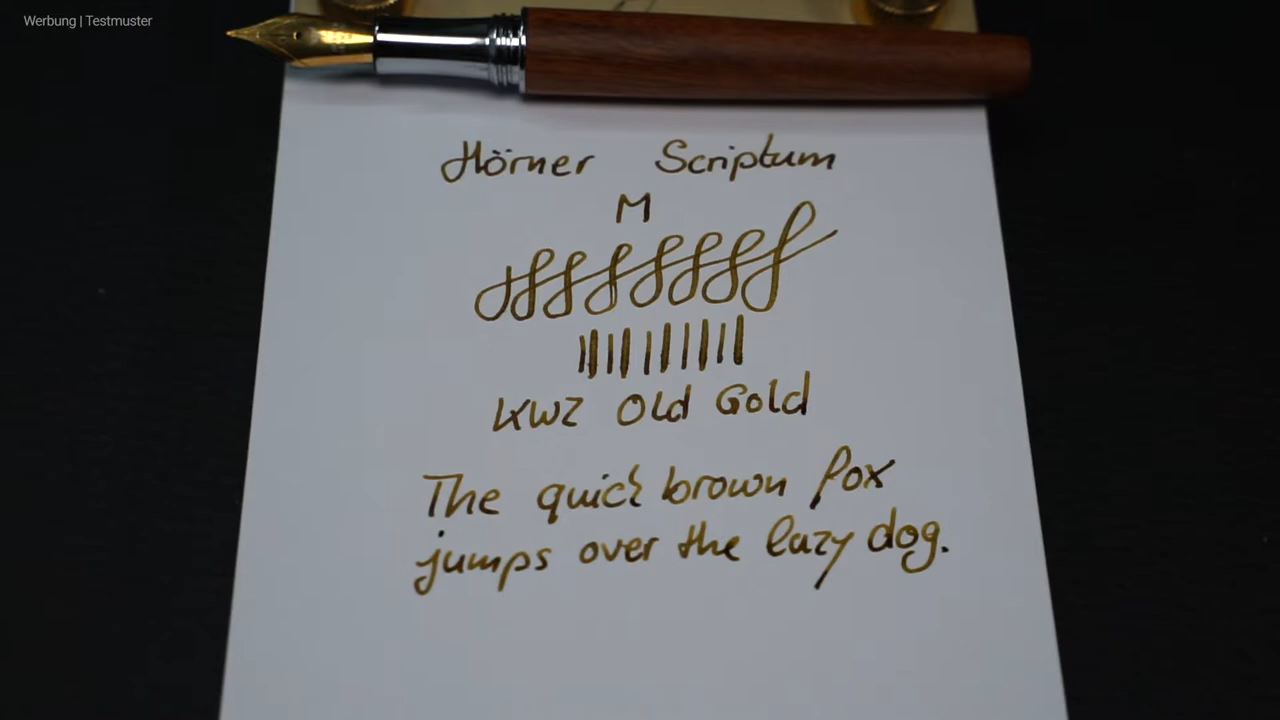 Werbung | Testmuster
Hörner Scriptum
M
KWZ Old Gold
The quick brown fox
jumps over the lazy dog.